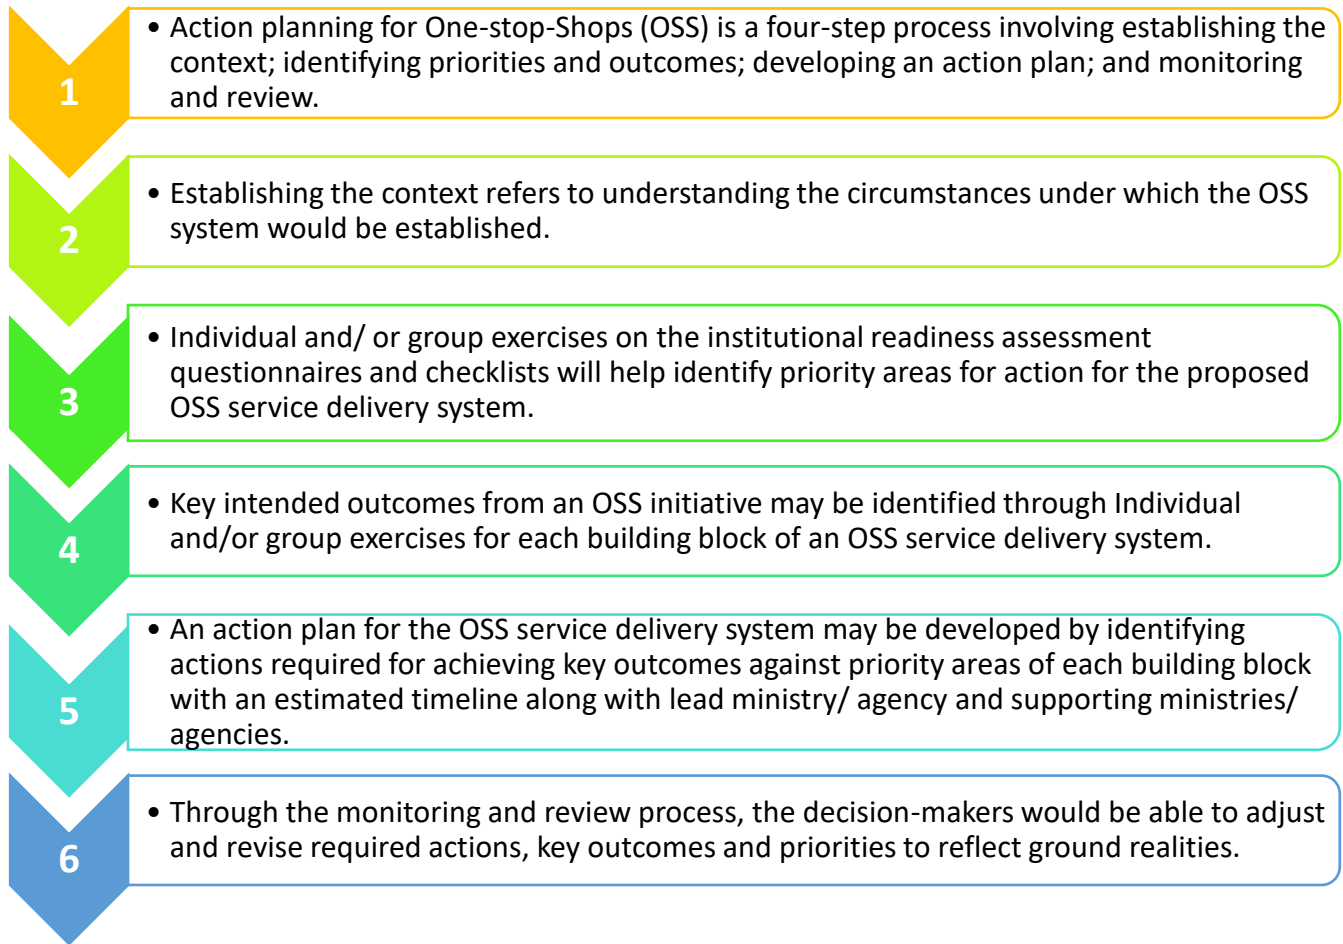 1
• Action planning for One-stop-Shops (OSS) is a four-step process involving establishing the
context; identifying priorities and outcomes; developing an action plan; and monitoring
and review.
2
• Establishing the context refers to understanding the circumstances under which the OSS
system would be established.
3
• Individual and/ or group exercises on the institutional readiness assessment
questionnaires and checklists will help identify priority areas for action for the proposed
OSS service delivery system.
4
• Key intended outcomes from an OSS initiative may be identified through Individual
and/or group exercises for each building block of an OSS service delivery system.
5
• An action plan for the OSS service delivery system may be developed by identifying
actions required for achieving key outcomes against priority areas of each building block
with an estimated timeline along with lead ministry/ agency and supporting ministries/
agencies.
6
• Through the monitoring and review process, the decision-makers would be able to adjust
and revise required actions, key outcomes and priorities to reflect ground realities.